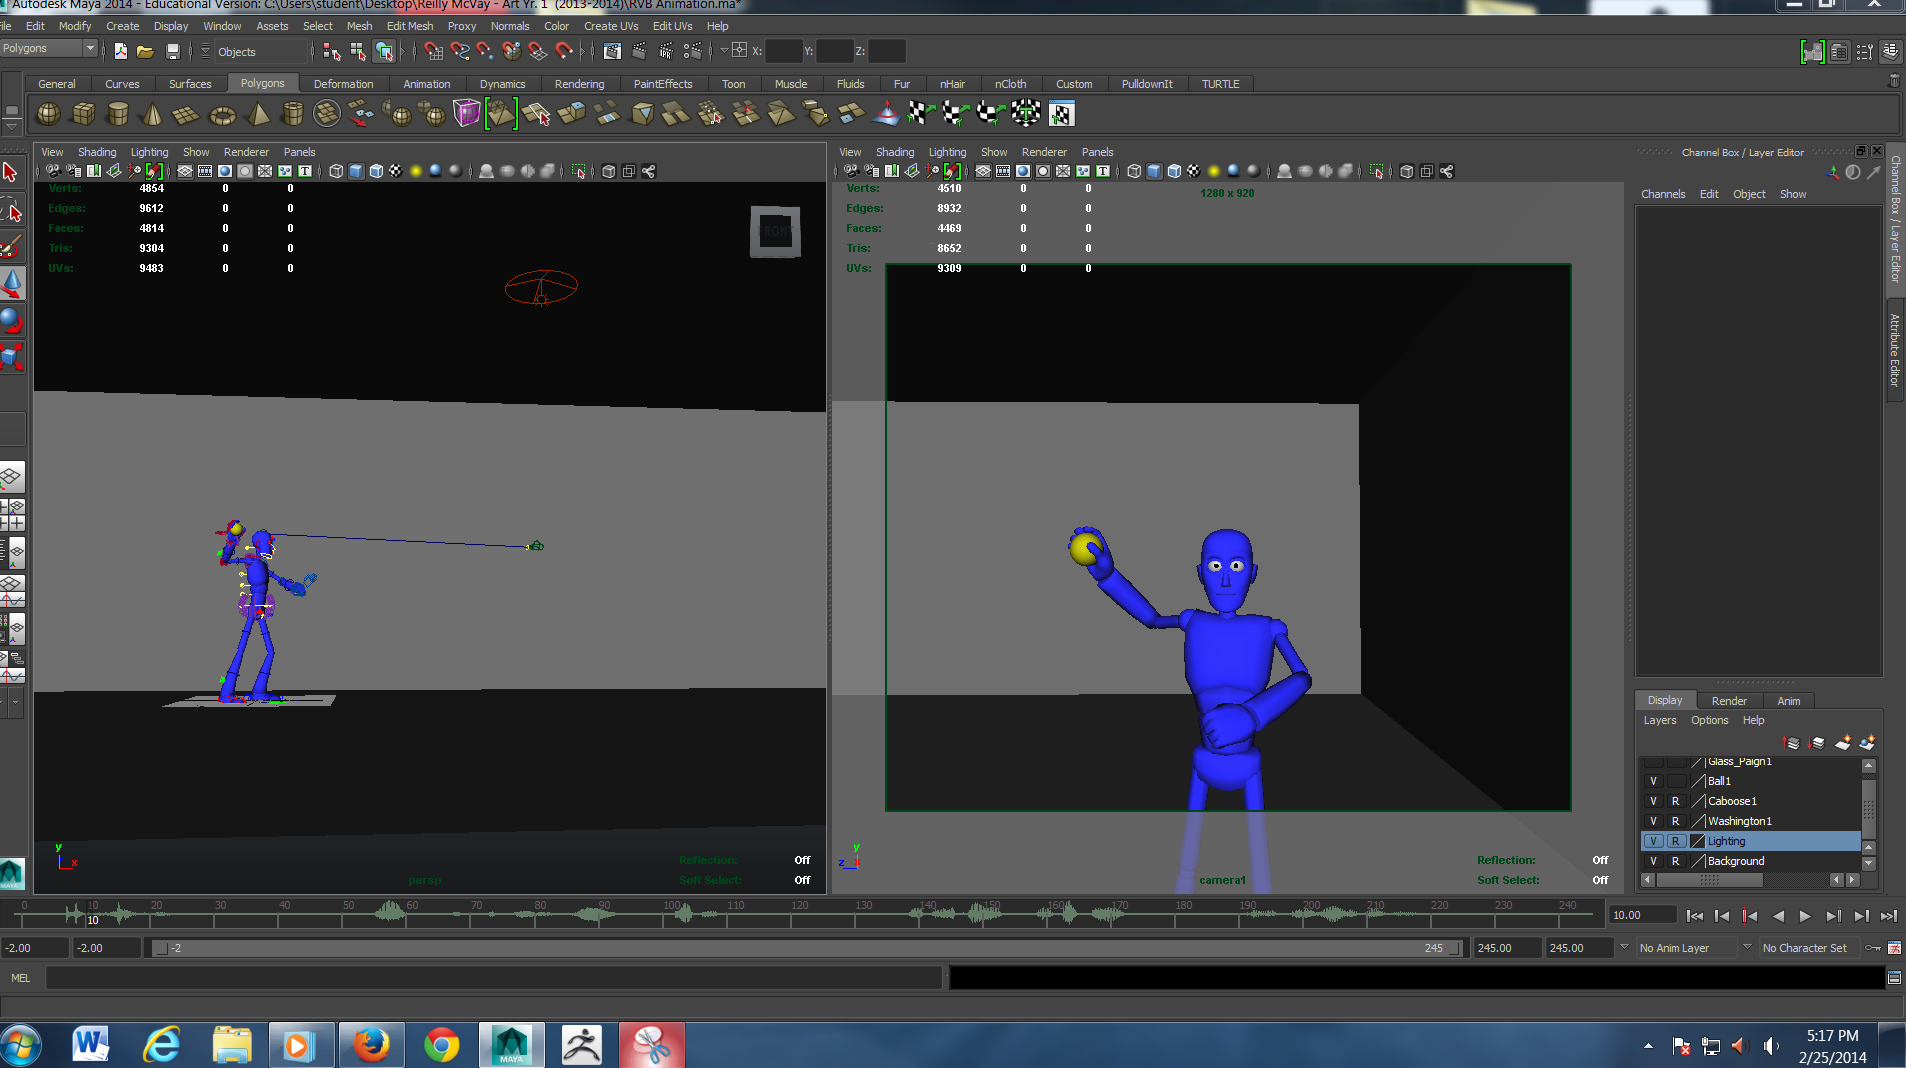 Autodesk Maya 2014 - Educational Version: C:\Users\student\Desktop\Reilly McVay - Art Yr. 1 (2013-2014)\RVB Animation.ma*
File Edit Modify Create Display Window Assets Select Mesh Edit Mesh Proxy Normals Color Create UVs Edit UVs Help
Polygons Objects X: Y: Z:
General Curves Surfaces Polygons Deformation Animation Dynamics Rendering PaintEffects Toon Muscle Fluids Fur nHair nCloth Custom PulldownIt TURTLE
View Shading Lighting Show Renderer Panels
Verts: 4854 0 0
Edges: 9612 0 0
Faces: 4814 0 0
Tris: 9304 0 0
UVs: 9483 0 0
FRONT
y
x
persp
Reflection: Off
Soft Select: Off
View Shading Lighting Show Renderer Panels
Verts: 4510 0 0
Edges: 8932 0 0
Faces: 4469 0 0
Tris: 8652 0 0
UVs: 9309 0 0
1280 x 920
y
z x
camera1
Reflection: Off
Soft Select: Off
Channel Box / Layer Editor
Channels Edit Object Show
Channel Box / Layer Editor
Attribute Editor
Display Render Anim
Layers Options Help
Glass_Paign1
V Ball1
V R Caboose1
V R Washington1
V R Lighting
V R Background
0 10 20 30 40 50 60 70 80 90 100 110 120 130 140 150 160 170 180 190 200 210 220 230 240
10
10.00
-2.00 -2.00 -2 245 245.00 245.00 No Anim Layer No Character Set
MEL
MAYA
MAYA
5:17 PM
2/25/2014